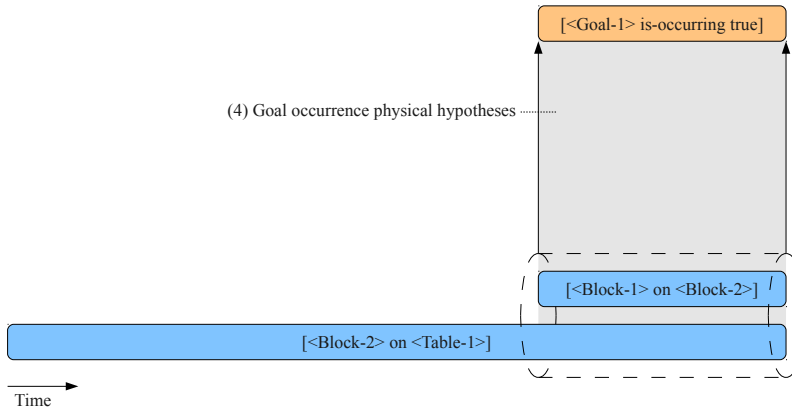 [<Goal-1> is-occurring true]
(4) Goal occurrence physical hypotheses
[<Block-1> on <Block-2>]
[<Block-2> on <Table-1>]
Time